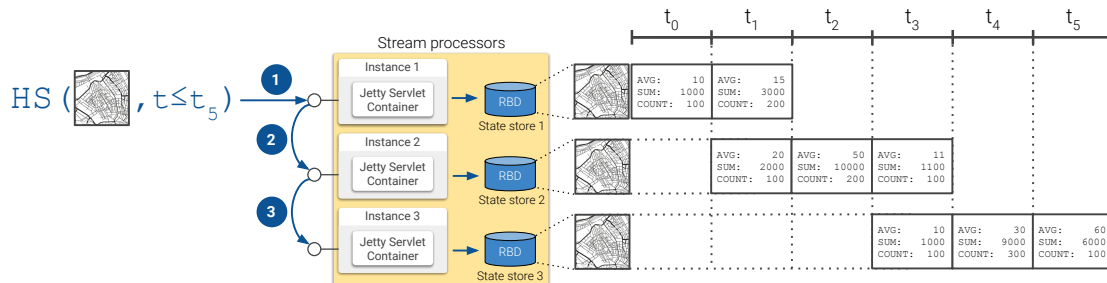 t0 t1 t2 t3 t4 t5
Stream processors
HS( ,t≤t5)
1
2
3
Instance 1
Jetty Servlet
Container
RBD
State store 1
AVG: 10
SUM: 1000
COUNT: 100
AVG: 15
SUM: 3000
COUNT: 200
Instance 2
Jetty Servlet
Container
RBD
State store 2
AVG: 20
SUM: 2000
COUNT: 100
AVG: 50
SUM: 10000
COUNT: 200
AVG: 11
SUM: 1100
COUNT: 100
Instance 3
Jetty Servlet
Container
RBD
State store 3
AVG: 10
SUM: 1000
COUNT: 100
AVG: 30
SUM: 9000
COUNT: 300
AVG: 60
SUM: 6000
COUNT: 100